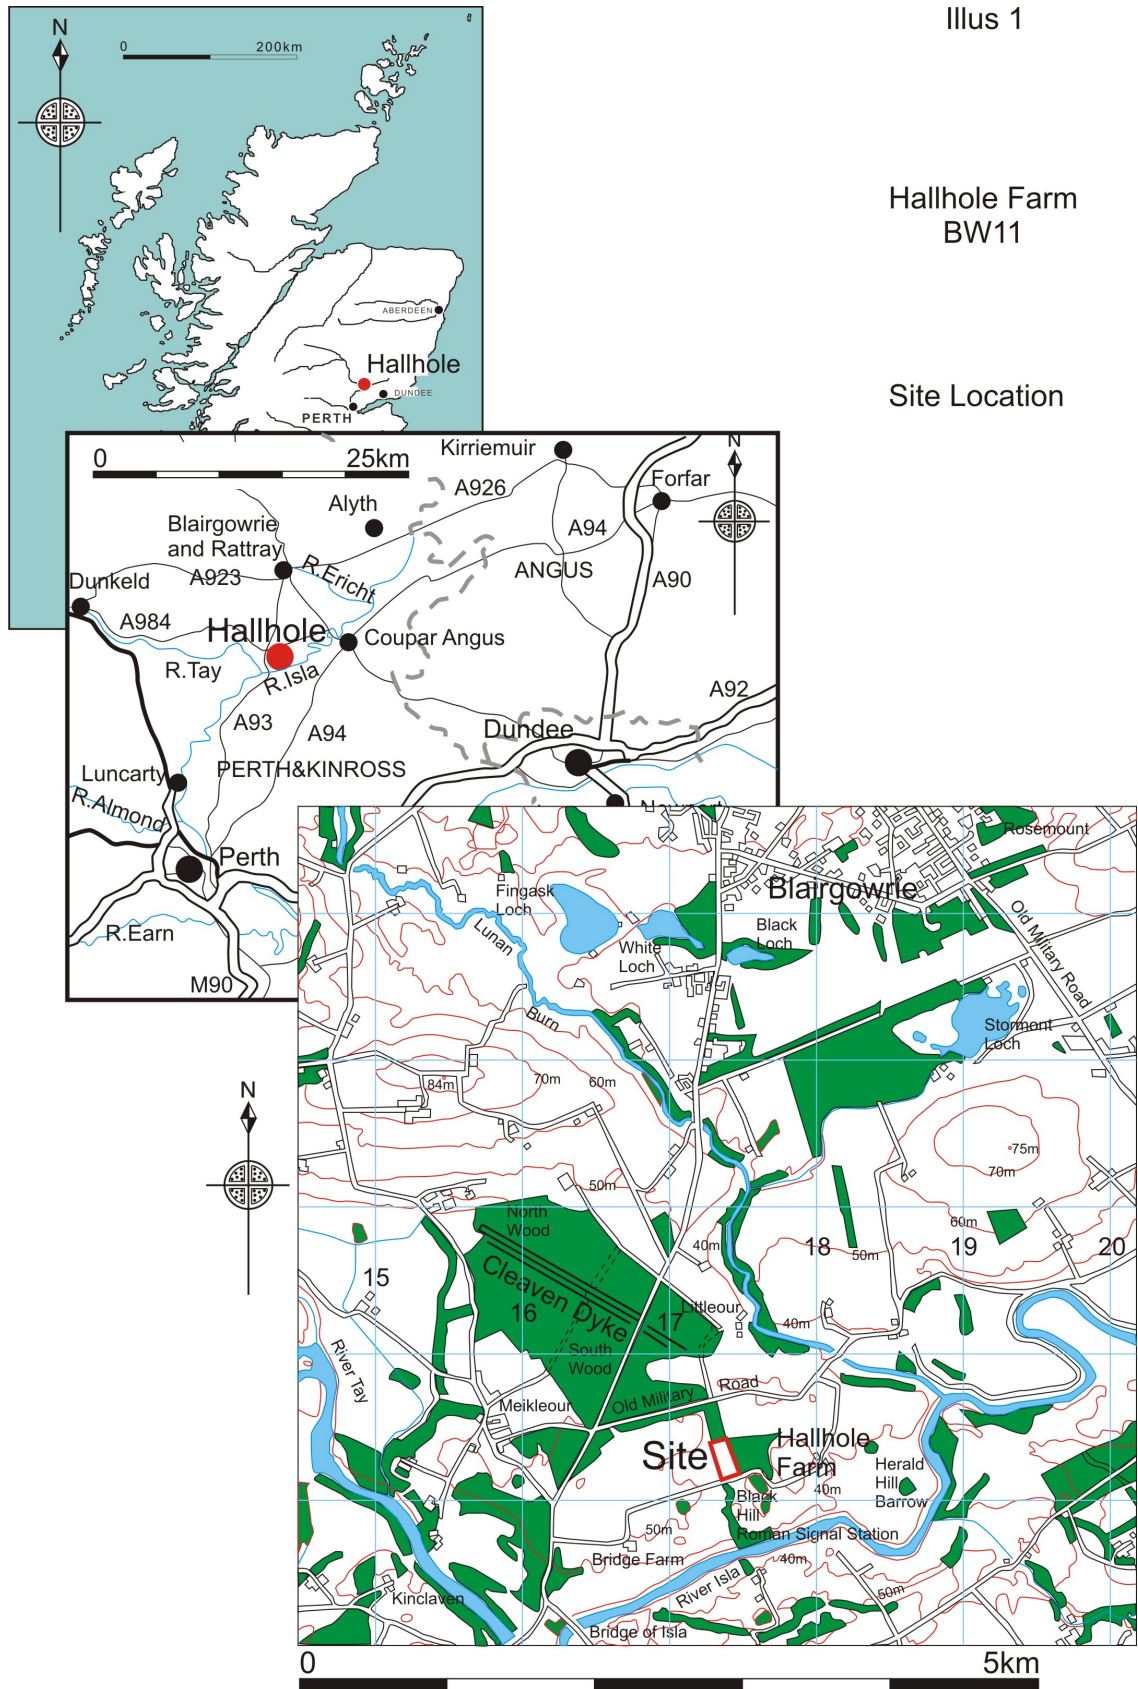 Illus 1
Hallhole Farm
BW11
Site Location
N
0
200km
ABERDEEN
Hallhole
DUNDEE
PERTH
0
25km
N
Kirriemuir
Forfar
A926
Alyth
A94
Blairgowrie
and Rattray
R.Ericht
ANGUS
A90
Dunkeld
A923
A984
Hallhole
Coupar Angus
R.Tay
R.Isla
A92
A93
A94
Dundee
Luncarty
PERTH&KINROSS
R.Almond
Perth
R.Earn
M90
N
Rosemount
Blairgowrie
Fingask
Loch
Lunan
White
Loch
Black
Loch
Old Military Road
Burn
Stormont
Loch
84m
70m
60m
75m
70m
50m
North
Wood
60m
40m
18
50m
19
20
15
Cleaven Dyke
16
17
Littleour
40m
South
Wood
River Tay
Old Military
Road
Meikleour
Site
Hallhole
Farm
40m
Herald
Hill
Barrow
Black
Hill
Roman Signal Station
50m
Bridge Farm
40m
River Isla
50m
Kinclaven
Bridge of Isla
0
5km